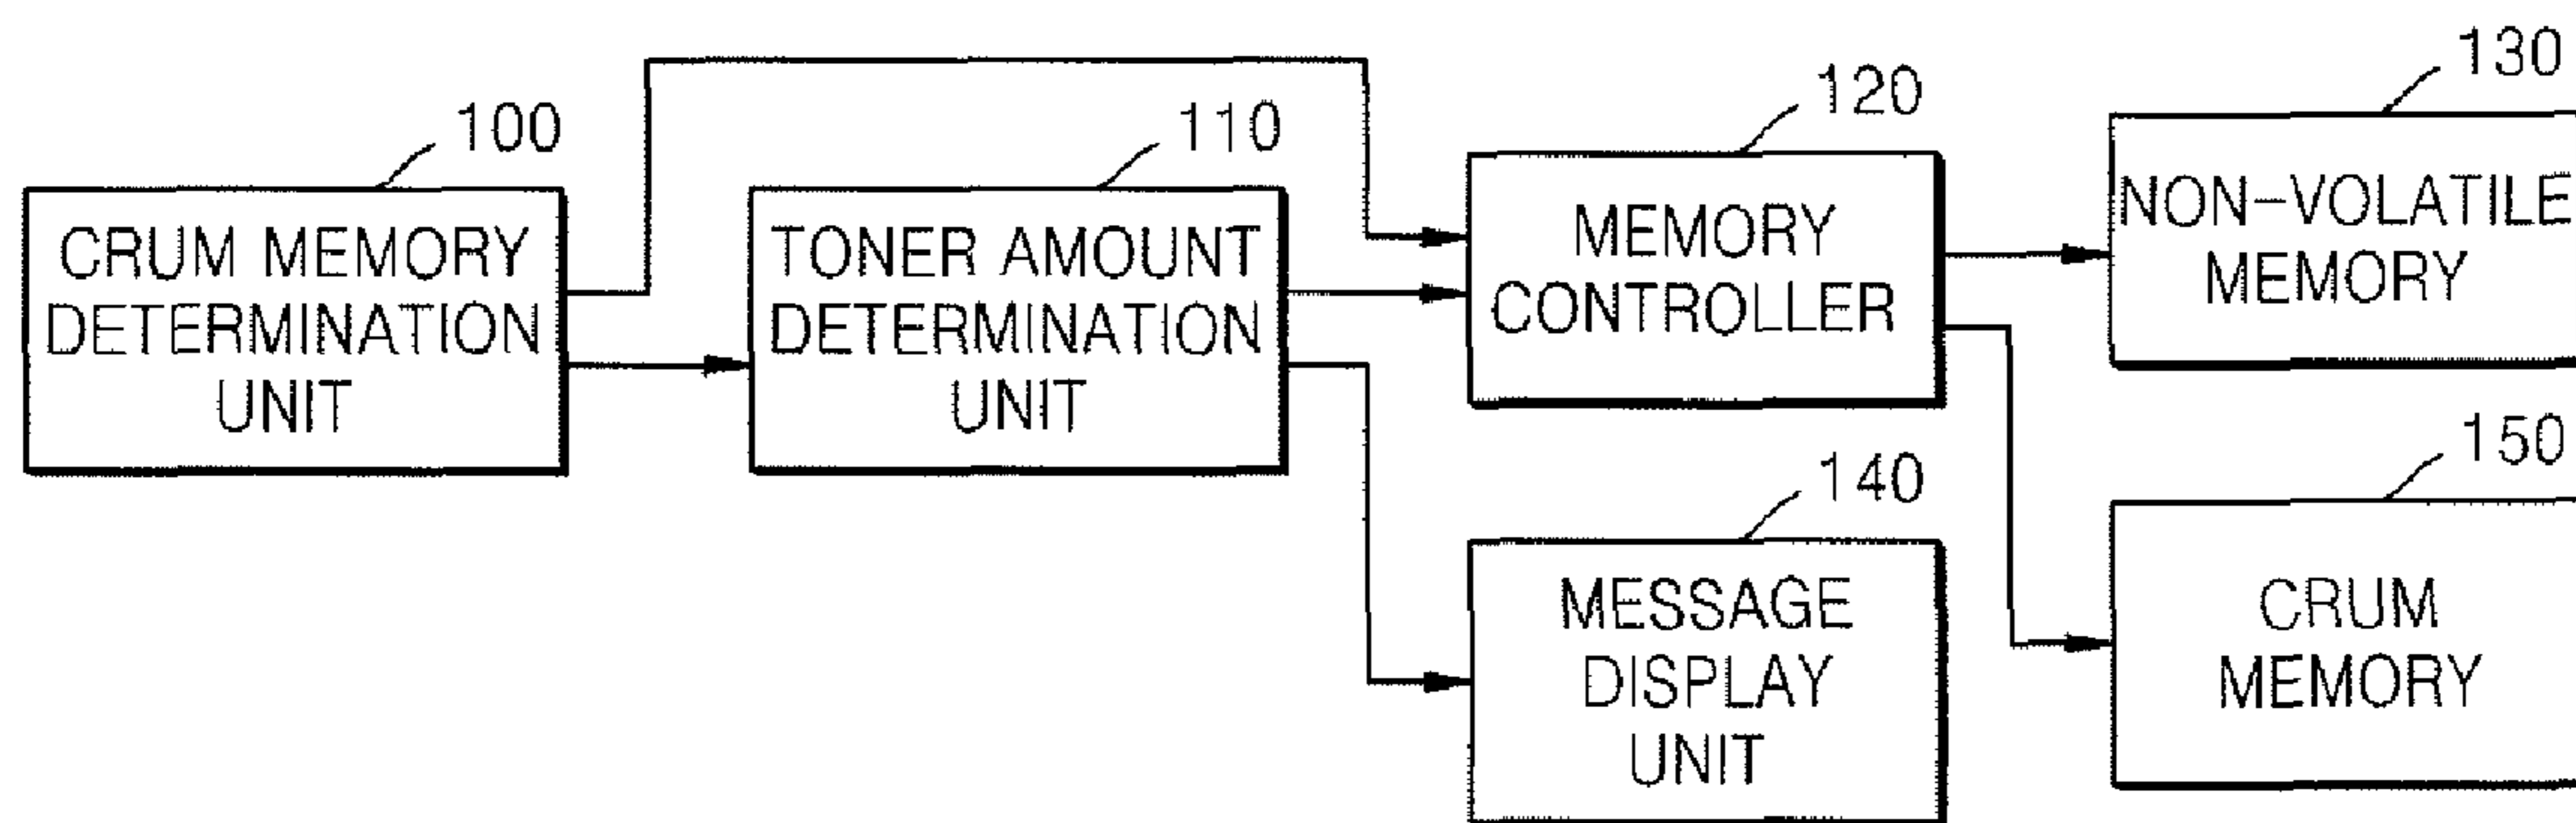 100
CRUM MEMORY
DETERMINATION
UNIT
110
TONER AMOUNT
DETERMINATION
UNIT
120
MEMORY
CONTROLLER
130
NON-VOLATILE
MEMORY
140
MESSAGE
DISPLAY
UNIT
150
CRUM
MEMORY